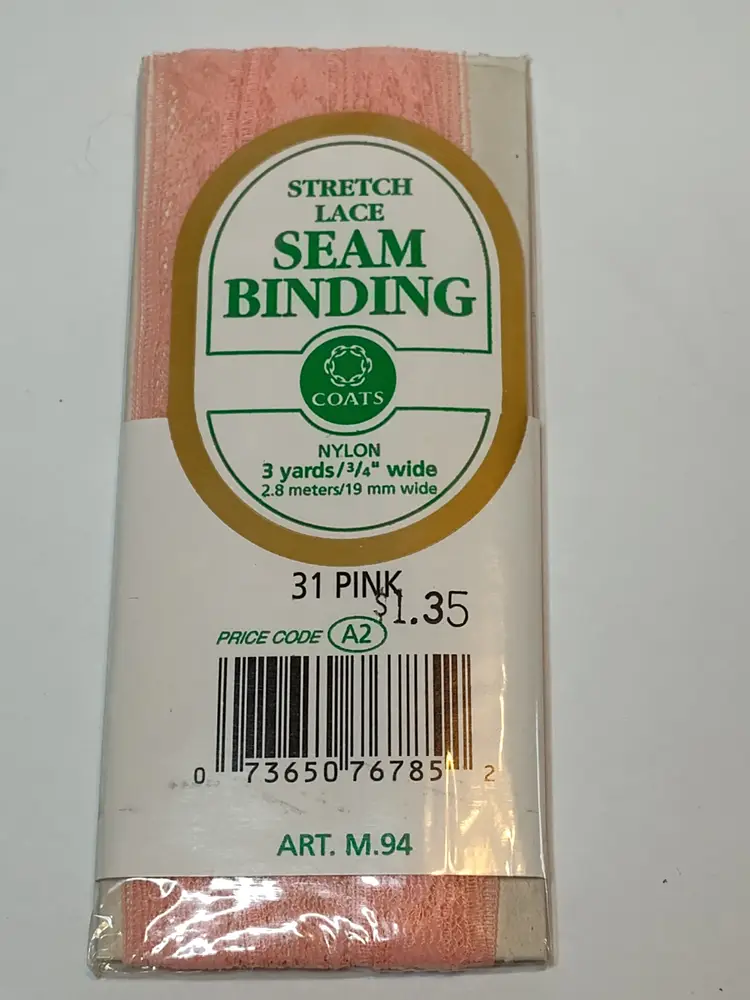 STRETCH
LACE
SEAM
BINDING
COATS
NYLON
3 yards/3/4" wide
2.8 meters/19 mm wide
31 PINK
$1.35
PRICE CODE A2
0 73650 76785 2
ART. M.94